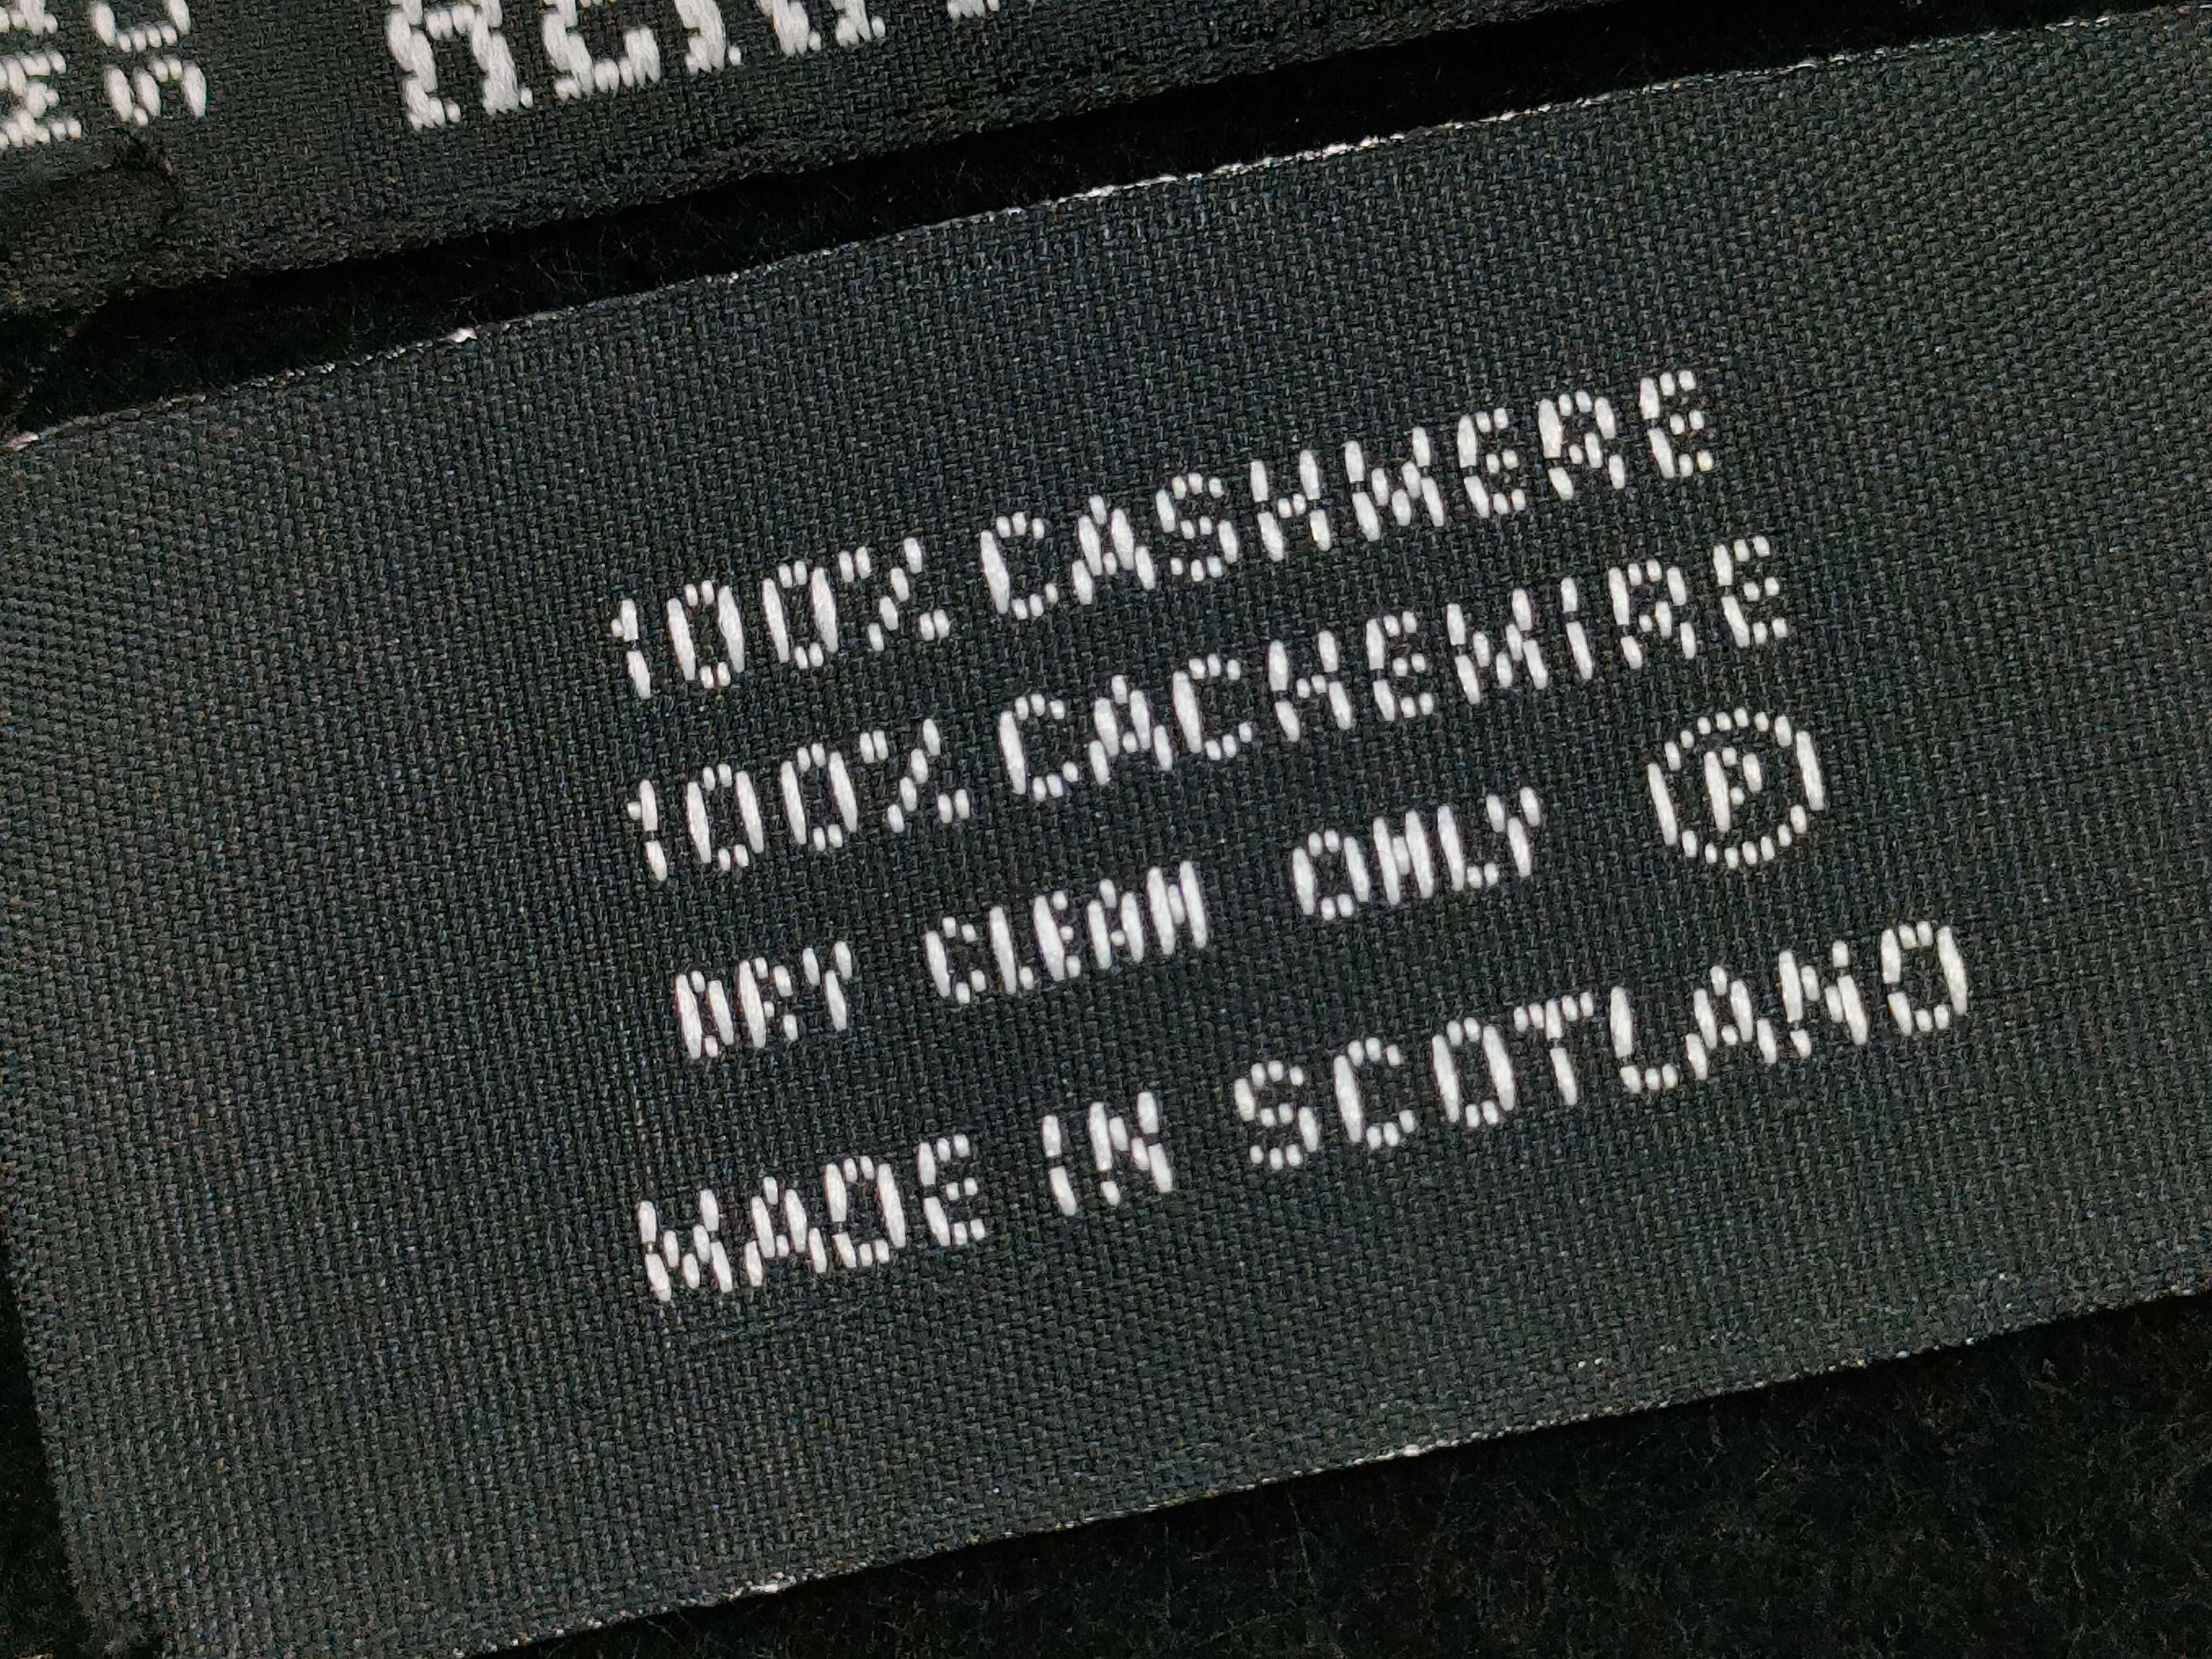 100% CASHMERE
100% CACHEMIRE
DRY CLEAN ONLY Ⓟ
MADE IN SCOTLAND